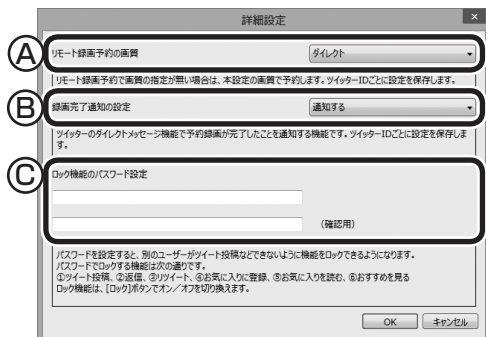 詳細設定
×
Ⓐ
リモート録画予約の画質
ダイレクト
リモート録画予約で画質の指定が無い場合は、本設定の画質で予約します。ツイッターIDごとに設定を保存します。
Ⓑ
録画完了通知の設定
通知する
ツイッターのダイレクトメッセージ機能で予約録画が完了したことを通知する機能です。ツイッターIDごとに設定を保存しま
す。
Ⓒ
ロック機能のパスワード設定
(確認用)
パスワードを設定すると、別のユーザーがツイート投稿などできないように機能をロックできるようになります。
パスワードでロックする機能は次の通りです。
①ツイート投稿、②返信、③リツイート、④お気に入りに登録、⑤お気に入りを読む、⑥おすすめを見る
ロック機能は、[ロック]ボタンでオン／オフを切り換えます。
OK キャンセル